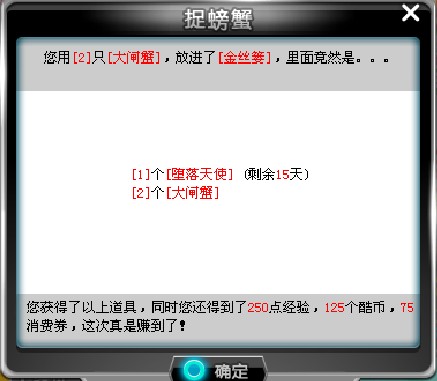 捉螃蟹
您用[2]只[大闸蟹]，放进了[金丝篓]，里面竟然是。。。
[1]个[堕落天使] (剩余15天)
[2]个[大闸蟹]
您获得了以上道具，同时您还得到了250点经验，125个酷币，75
消费券，这次真是赚到了！
确定